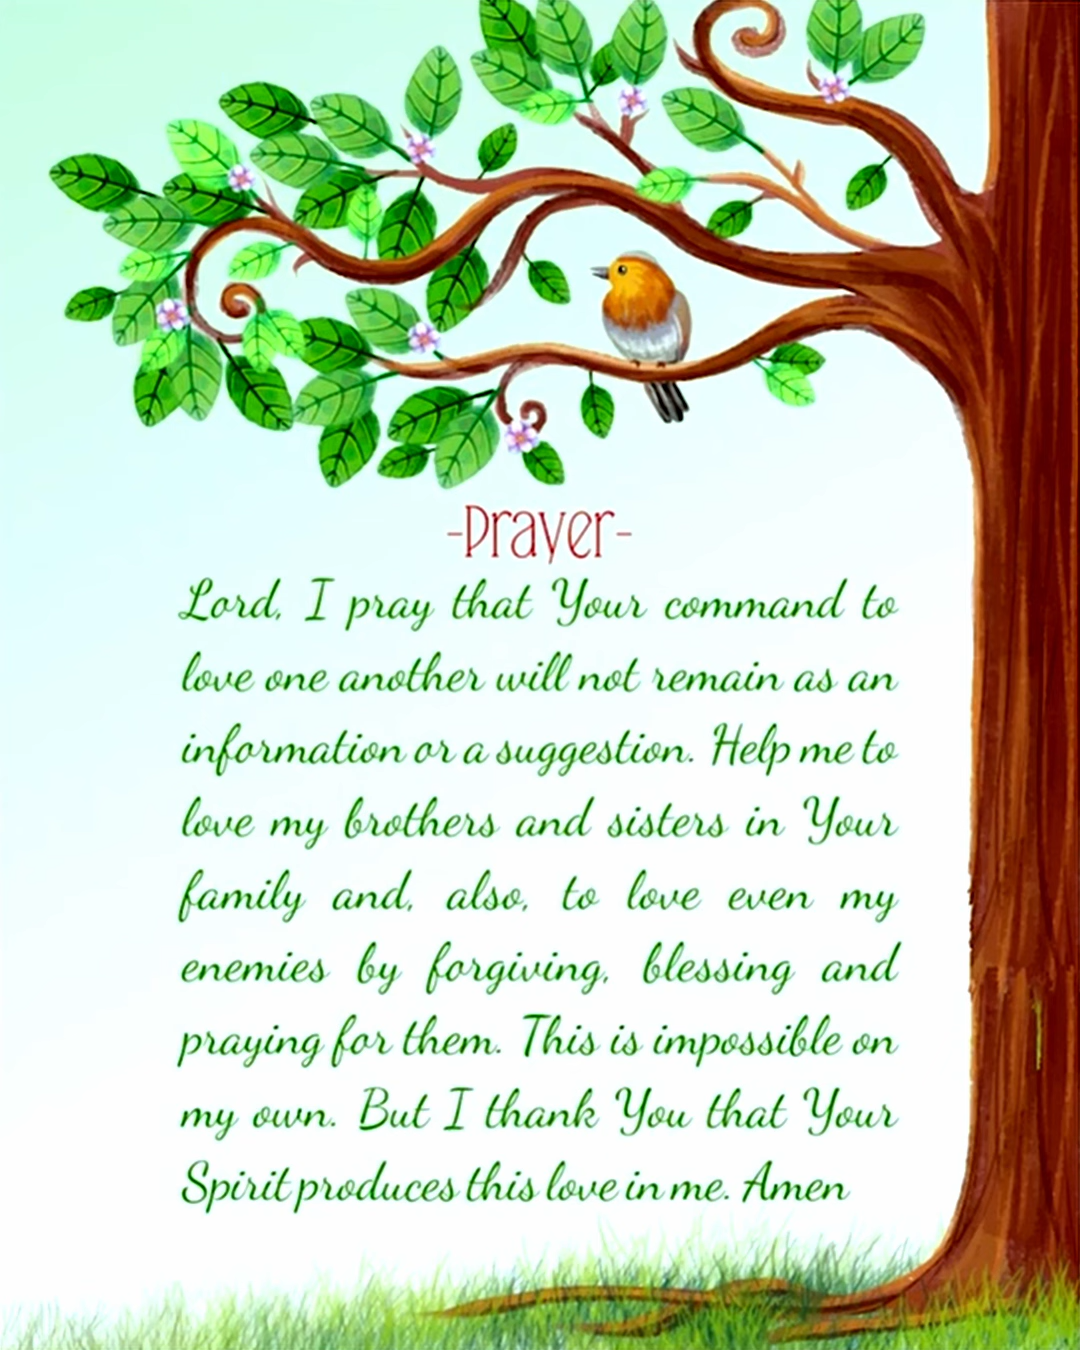 -Prayer-
Lord, I pray that Your command to
love one another will not remain as an
information or a suggestion. Help me to
love my brothers and sisters in Your
family and, also, to love even my
enemies by forgiving, blessing and
praying for them. This is impossible on
my own. But I thank You that Your
Spirit produces this love in me. Amen